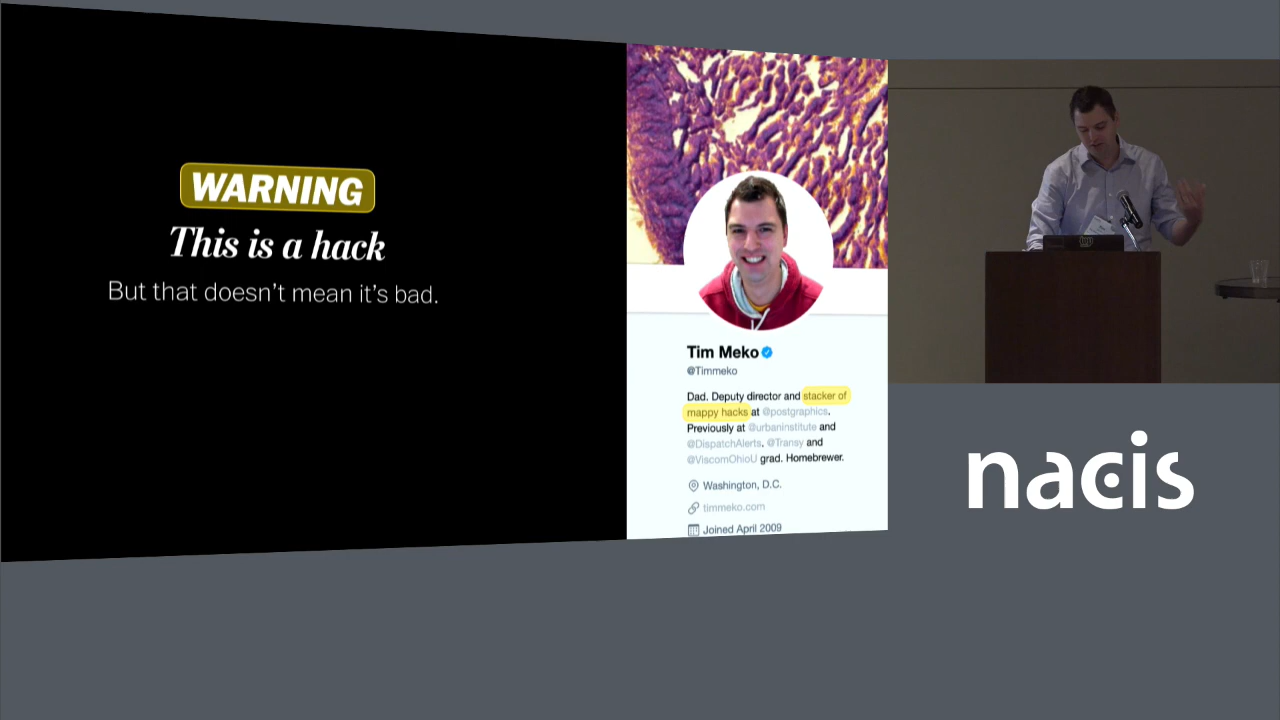 WARNING
This is a hack
But that doesn't mean it's bad.
Tim Meko
@Timmeko
Dad. Deputy director and stacker of
mappy hacks at @postgraphics.
Previously at @urbaninstitute and
@DispatchAlerts. @Transy and
@ViscomOhioU grad. Homebrewer.
Washington, D.C.
timmeko.com
Joined April 2009
nacis